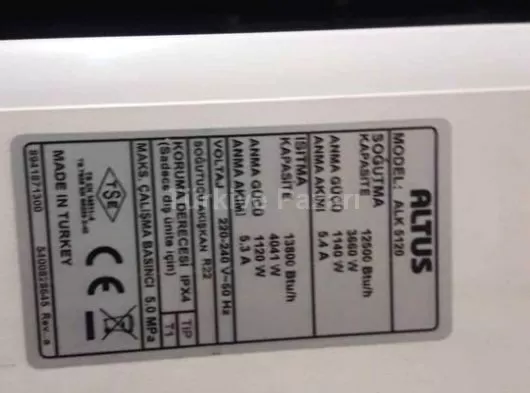 ALTUS
MODEL: ALK 5120
SOĞUTMA
KAPASİTE 12500 Btu/h
3660 W
ANMA GÜCÜ 1140 W
ANMA AKIMI 5.4 A
ISITMA
KAPASİTE 13800 Btu/h
4041 W
ANMA GÜCÜ 1120 W
ANMA AKIMI 5.3 A
VOLTAJ 220-240 V~50 Hz
SOĞUTUCU AKIŞKAN R22
KORUMA DERECESİ IPX4 TİP
(Sadece dış ünite için) T1
MAKS. ÇALIŞMA BASINCI 5.0 MPa
TSE
CE
MADE IN TURKEY
8941871300 5400828645 Rev.:a